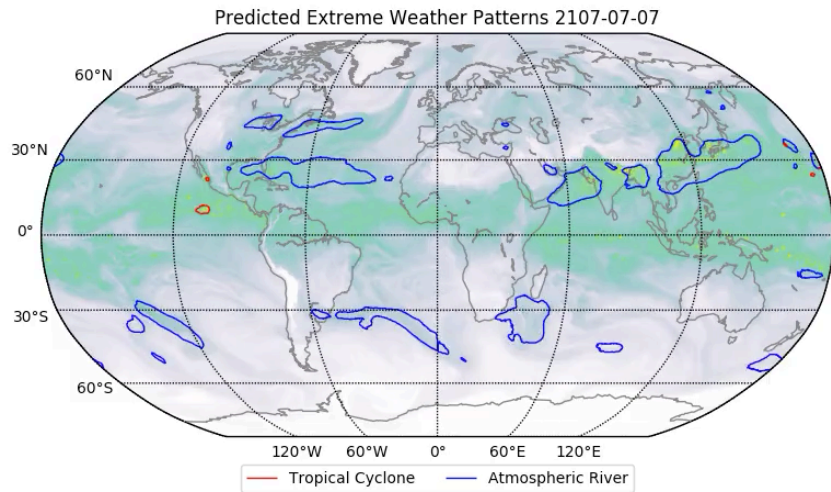 Predicted Extreme Weather Patterns 2107-07-07
60°N
30°N
0°
30°S
60°S
120°W 60°W 0° 60°E 120°E
Tropical Cyclone Atmospheric River